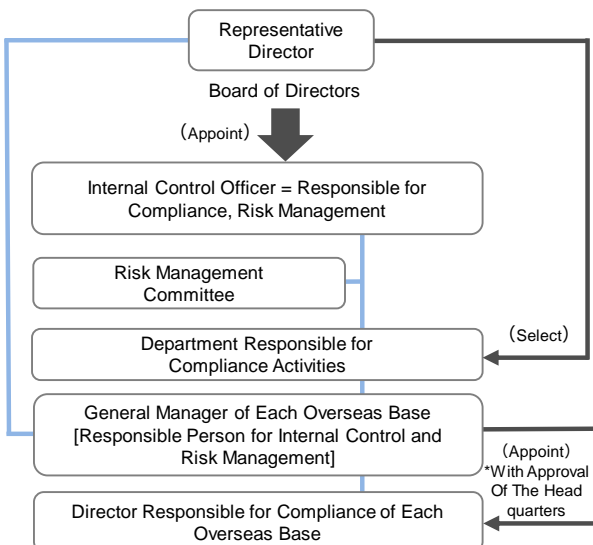 Representative
Director
Board of Directors
（Appoint）
Internal Control Officer = Responsible for
Compliance, Risk Management
Risk Management
Committee
（Select）
Department Responsible for
Compliance Activities
General Manager of Each Overseas Base
[Responsible Person for Internal Control and
Risk Management]
（Appoint）
*With Approval
Of The Head
quarters
Director Responsible for Compliance of Each
Overseas Base